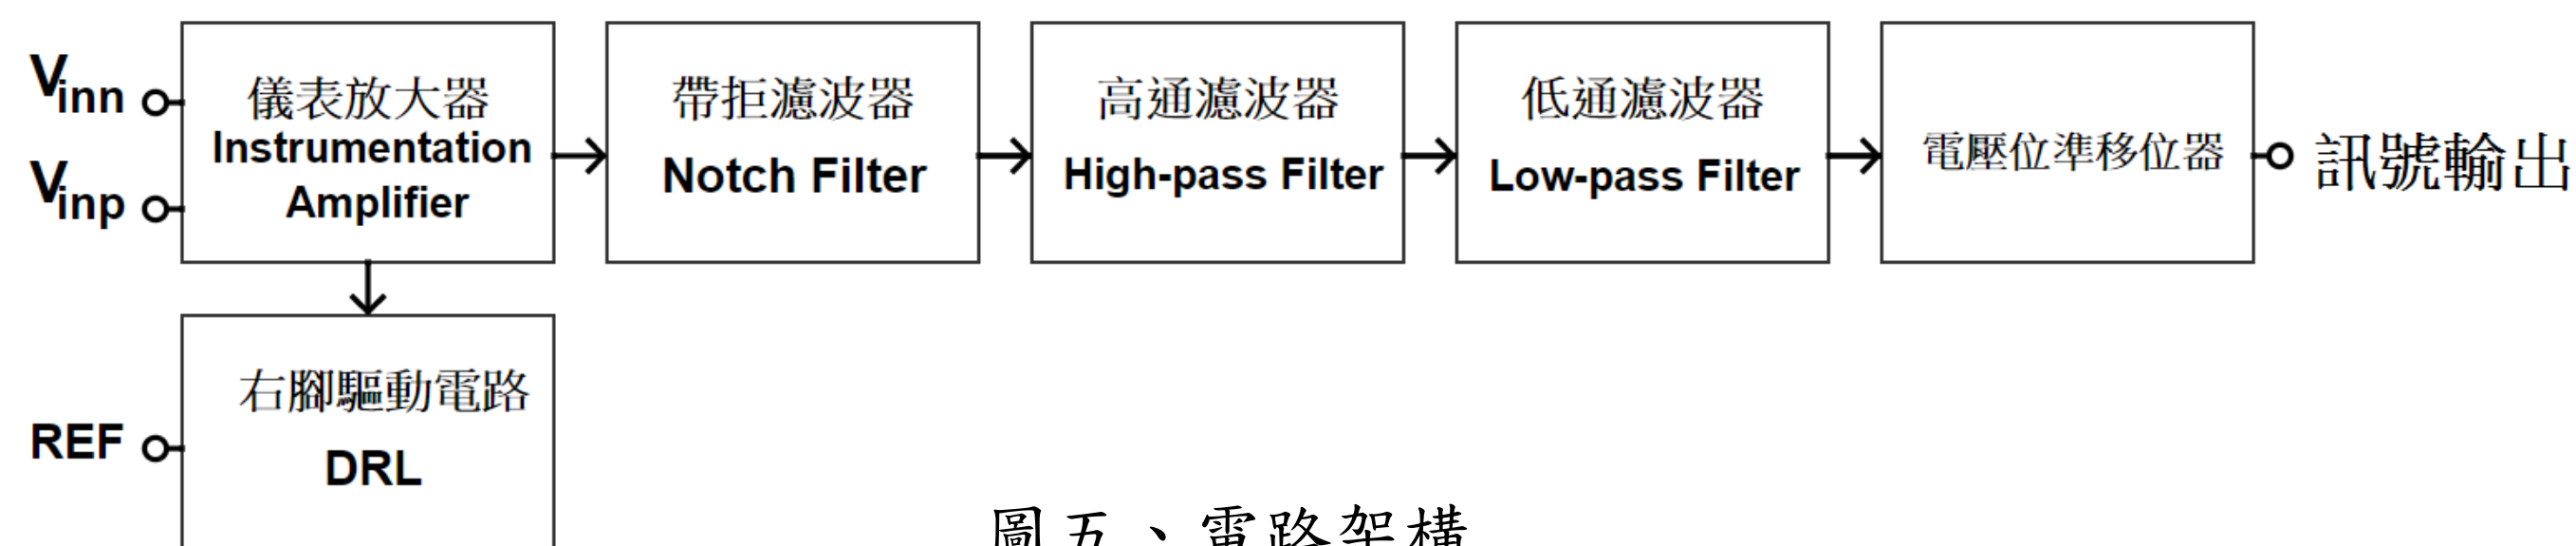 Vinn
Vinp
儀表放大器
Instrumentation
Amplifier
帶拒濾波器
Notch Filter
高通濾波器
High-pass Filter
低通濾波器
Low-pass Filter
電壓位準移位器
訊號輸出
REF
右腳驅動電路
DRL
圖五、電路架構